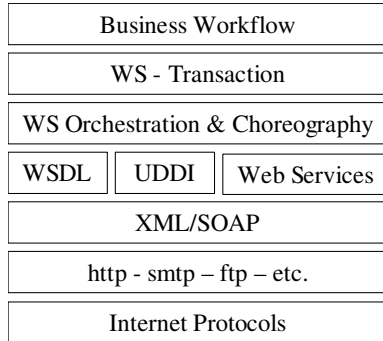 Business Workflow
WS - Transaction
WS Orchestration & Choreography
WSDL UDDI Web Services
XML/SOAP
http - smtp – ftp – etc.
Internet Protocols